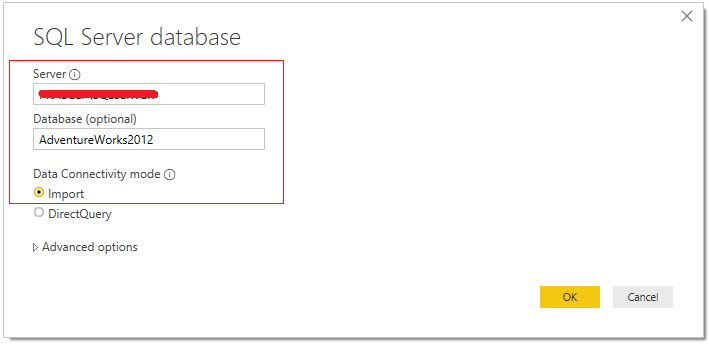 SQL Server database
Server
Database (optional)
AdventureWorks2012
Data Connectivity mode
Import
DirectQuery
Advanced options
OK
Cancel